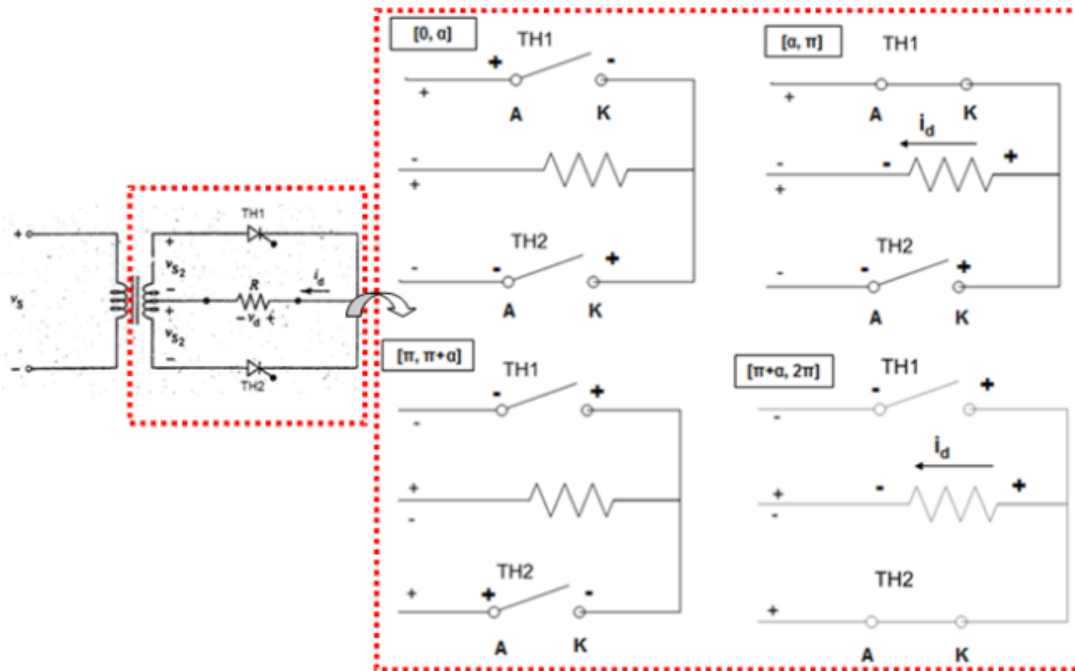 [0, α]
TH1
+ -
+
A K
-
+
TH2
- +
-
A K
[α, π]
TH1
+
A K
i_d
- +
-
+
TH2
- +
-
A K
TH1
+
+
v_S2
-
i_d
v_S
R
- v_d +
+
v_S2
-
-
TH2
[π, π+α]
TH1
- +
-
+
-
TH2
+ + -
A K
[π+α, 2π]
TH1
- +
-
i_d
- +
+
-
TH2
+
A K